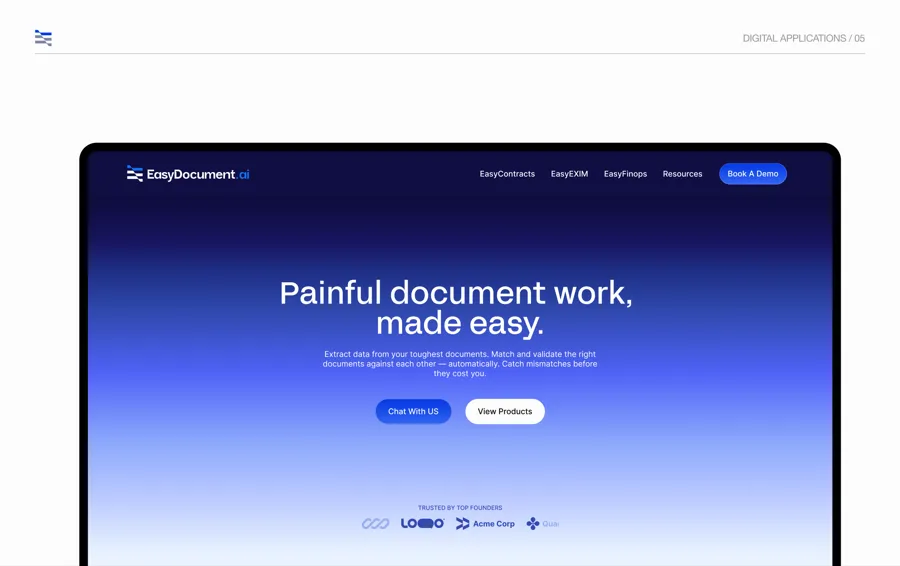 DIGITAL APPLICATIONS / 05
EasyDocument.ai
EasyContracts
EasyEXIM
EasyFinops
Resources
Book A Demo
Painful document work,
made easy.
Extract data from your toughest documents. Match and validate the right
documents against each other — automatically. Catch mismatches before
they cost you.
Chat With US
View Products
TRUSTED BY TOP FOUNDERS
LOGO
Acme Corp